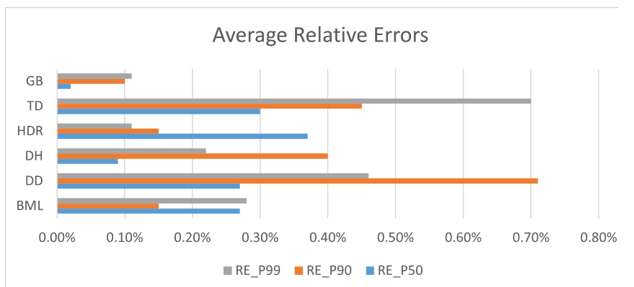 Average Relative Errors
GB
TD
HDR
DH
DD
BML
0.00% 0.10% 0.20% 0.30% 0.40% 0.50% 0.60% 0.70% 0.80%
RE_P99 RE_P90 RE_P50